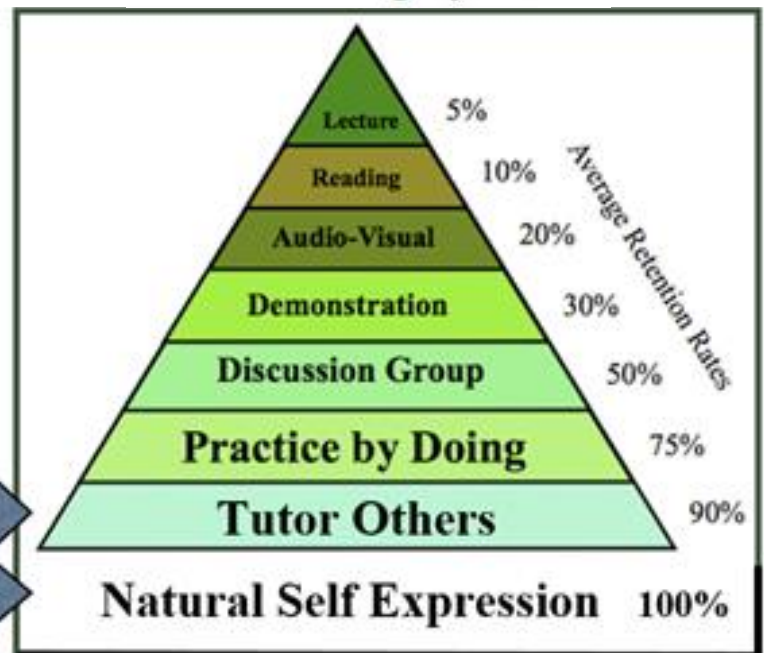 Lecture 5%
Reading 10%
Audio-Visual 20%
Demonstration 30%
Discussion Group 50%
Practice by Doing 75%
Tutor Others 90%
Natural Self Expression 100%
Average Retention Rates